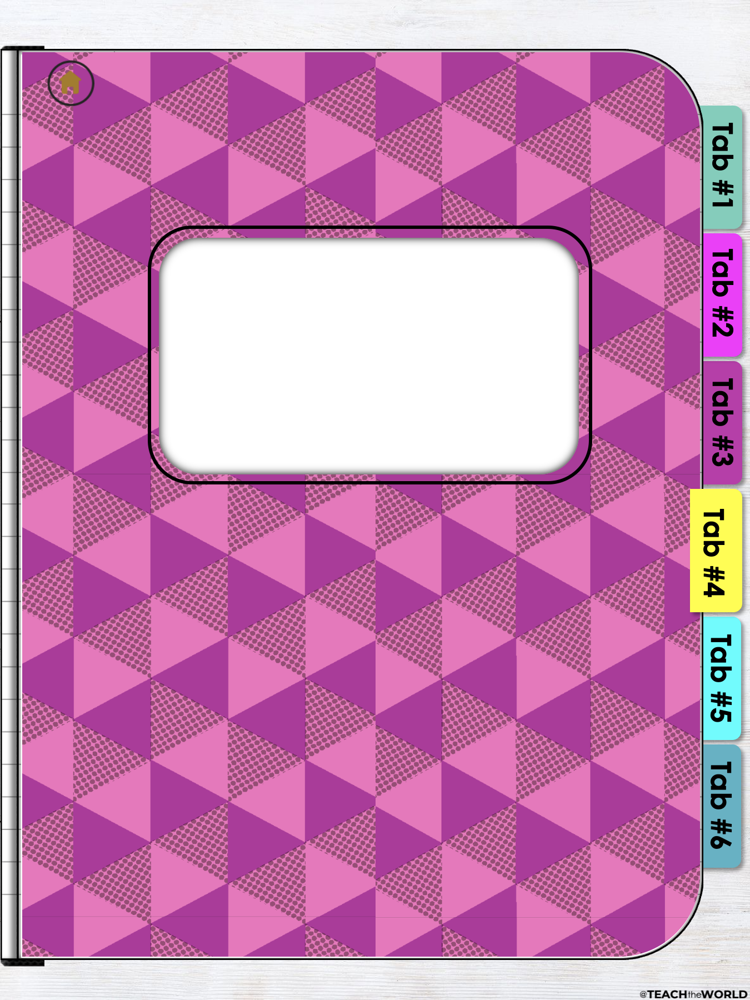 Tab #1
Tab #2
Tab #3
Tab #4
Tab #5
Tab #6
@TEACHtheWORLD